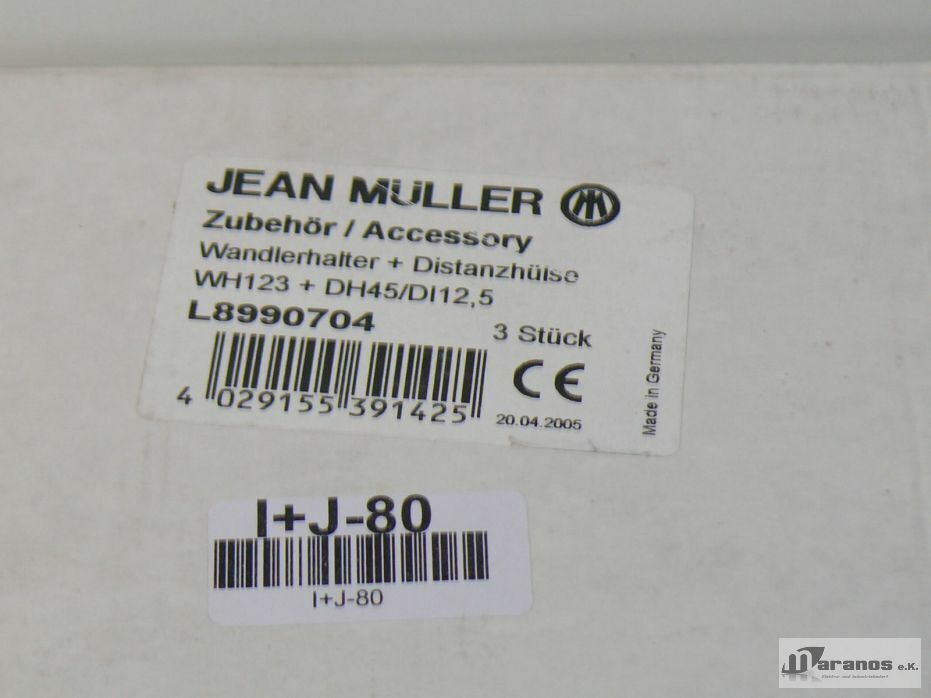 JEAN MÜLLER
Zubehör / Accessory
Wandlerhalter + Distanzhülse
WH123 + DH45/DI12,5
L8990704
3 Stück
CE
4 029155 391425
20.04.2005
Made in Germany
I+J-80
I+J-80
Maranos e.K.